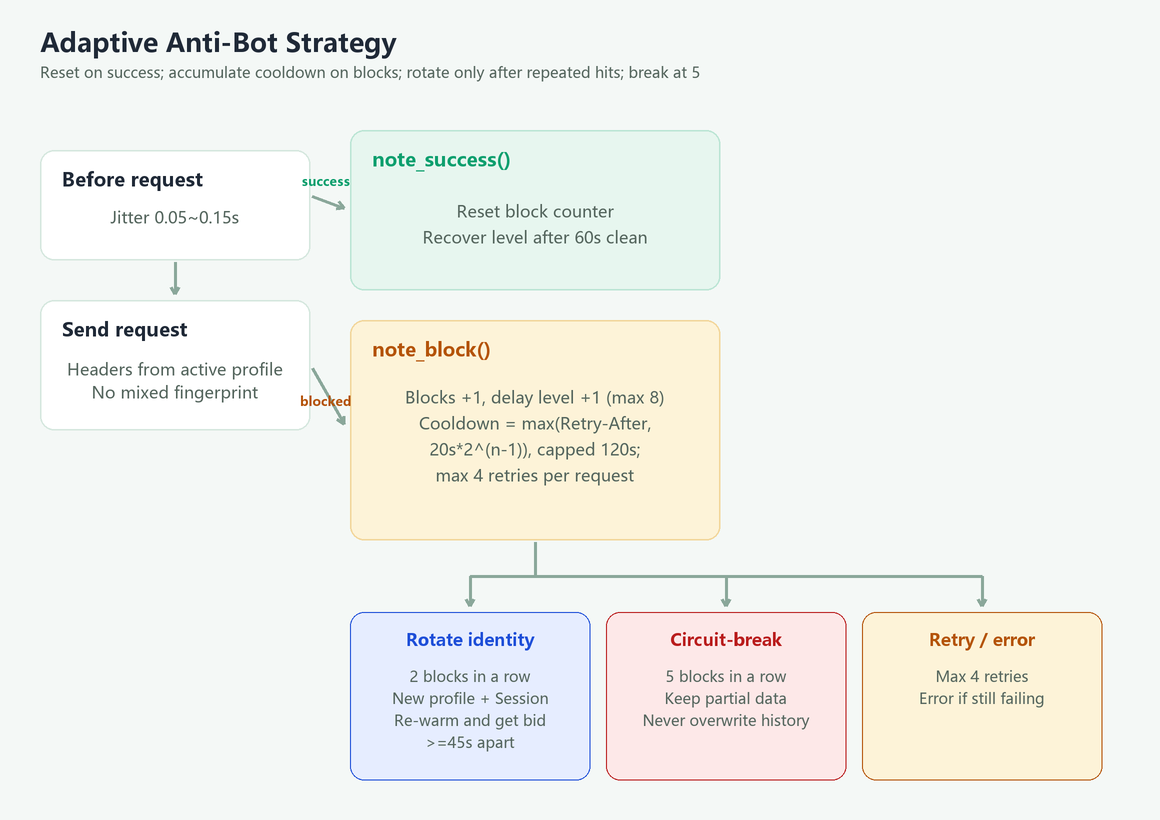 Adaptive Anti-Bot Strategy
Reset on success; accumulate cooldown on blocks; rotate only after repeated hits; break at 5
Before request
Jitter 0.05~0.15s
success
note_success()
Reset block counter
Recover level after 60s clean
Send request
Headers from active profile
No mixed fingerprint
blocked
note_block()
Blocks +1, delay level +1 (max 8)
Cooldown = max(Retry-After,
20s*2^(n-1)), capped 120s;
max 4 retries per request
Rotate identity
2 blocks in a row
New profile + Session
Re-warm and get bid
>=45s apart
Circuit-break
5 blocks in a row
Keep partial data
Never overwrite history
Retry / error
Max 4 retries
Error if still failing